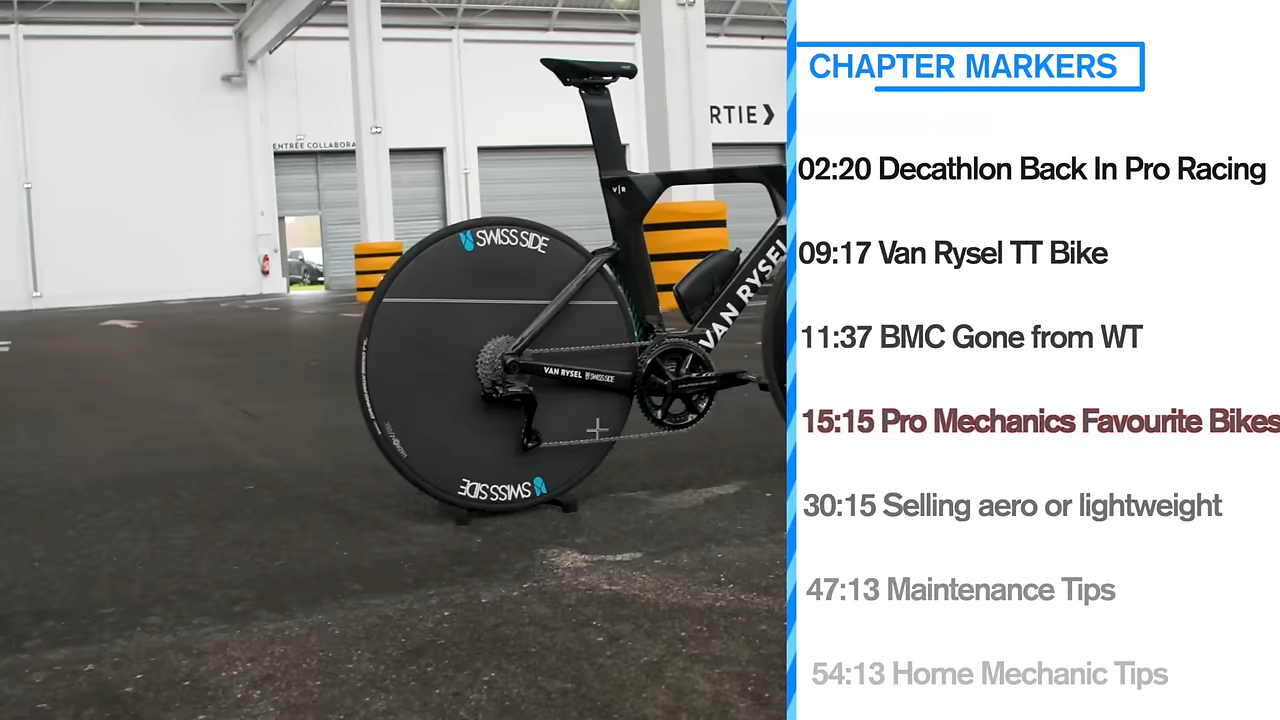 CHAPTER MARKERS
02:20 Decathlon Back In Pro Racing
09:17 Van Rysel TT Bike
11:37 BMC Gone from WT
15:15 Pro Mechanics Favourite Bikes
30:15 Selling aero or lightweight
47:13 Maintenance Tips
54:13 Home Mechanic Tips
RTIE
ENTRÉE COLLABORA
V|R
SWISS SIDE
VAN RYSEL
VAN RYSEL SWISS SIDE
SWISS SIDE